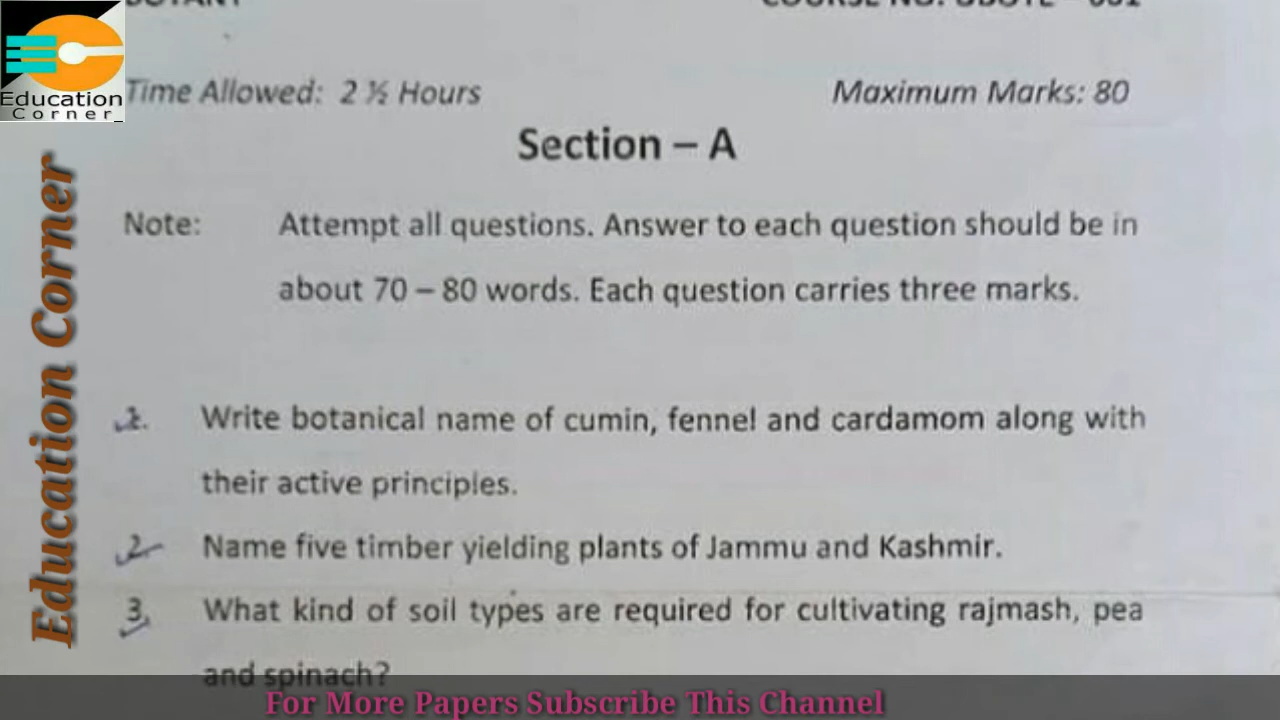 Education
Corner
Time Allowed: 2 ½ Hours Maximum Marks: 80
Section – A
Note: Attempt all questions. Answer to each question should be in
about 70 – 80 words. Each question carries three marks.
1. Write botanical name of cumin, fennel and cardamom along with
their active principles.
2 Name five timber yielding plants of Jammu and Kashmir.
3 What kind of soil types are required for cultivating rajmash, pea
and spinach?
Education Corner
For More Papers Subscribe This Channel